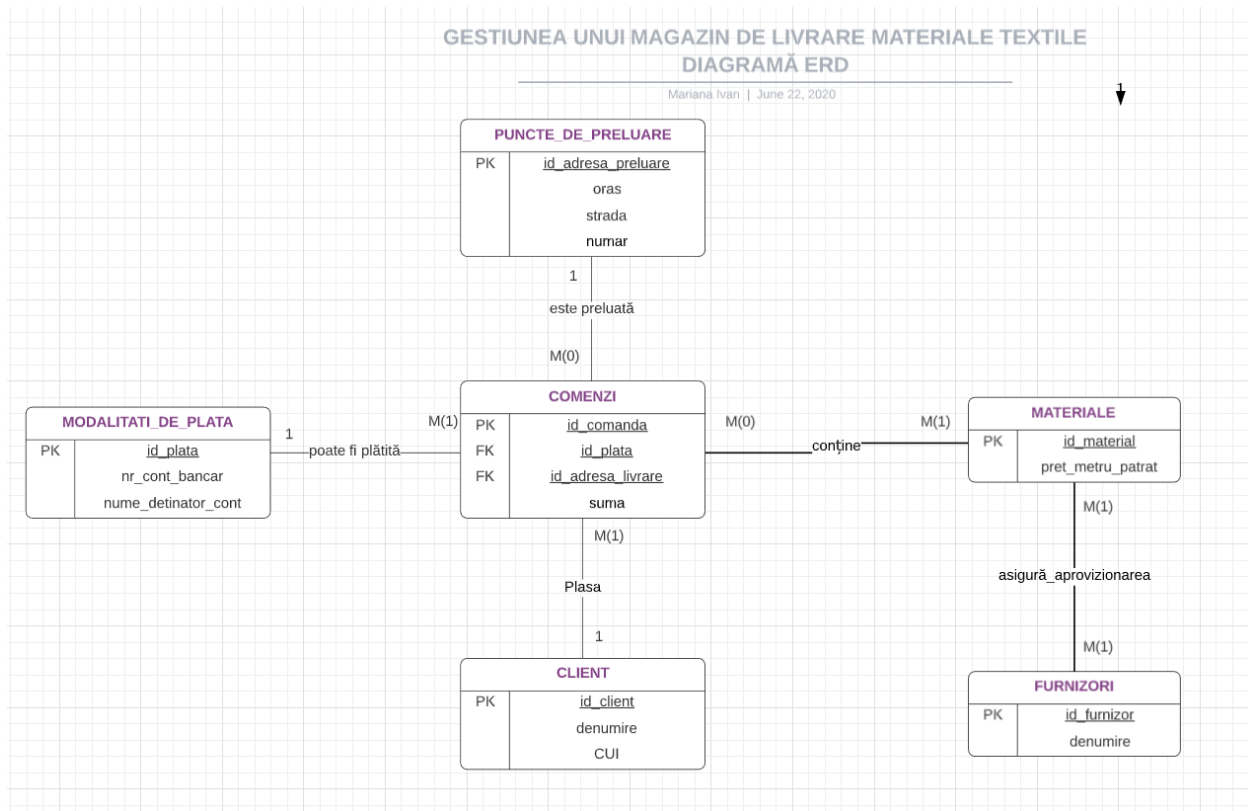 GESTIUNEA UNUI MAGAZIN DE LIVRARE MATERIALE TEXTILE
DIAGRAMĂ ERD
Mariana Ivan | June 22, 2020
1
PUNCTE_DE_PRELUARE
PK id_adresa_preluare
oras
strada
numar
1
este preluată
M(0)
MODALITATI_DE_PLATA
PK id_plata
nr_cont_bancar
nume_detinator_cont
1
poate fi plătită
M(1)
COMENZI
PK id_comanda
FK id_plata
FK id_adresa_livrare
suma
M(0)
conține
M(1)
MATERIALE
PK id_material
pret_metru_patrat
M(1)
asigură_aprovizionarea
M(1)
M(1)
Plasa
1
CLIENT
PK id_client
denumire
CUI
FURNIZORI
PK id_furnizor
denumire